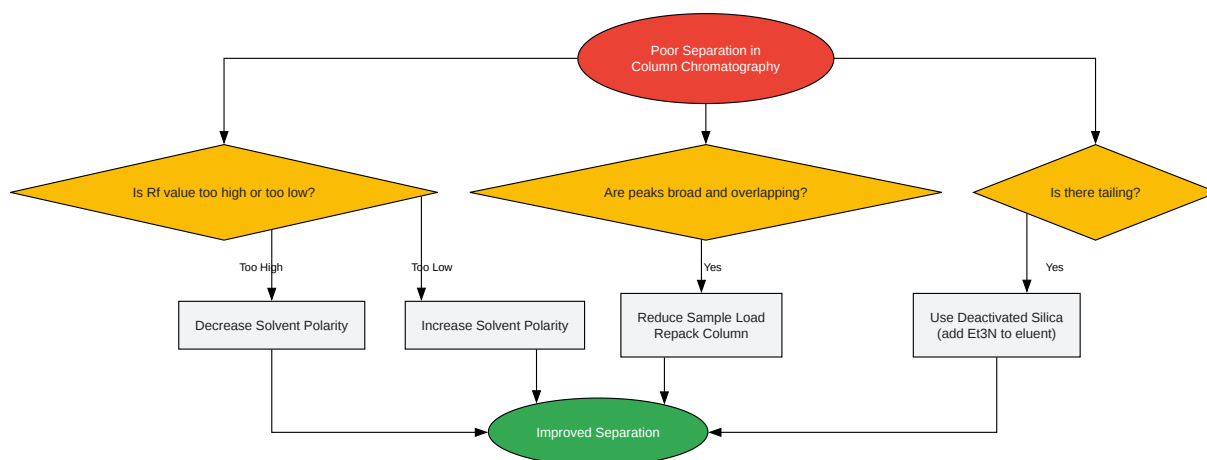 Poor Separation in
Column Chromatography
Is Rf value too high or too low?
Are peaks broad and overlapping?
Is there tailing?
Too High
Too Low
Yes
Yes
Decrease Solvent Polarity
Increase Solvent Polarity
Reduce Sample Load
Repack Column
Use Deactivated Silica
(add Et3N to eluent)
Improved Separation